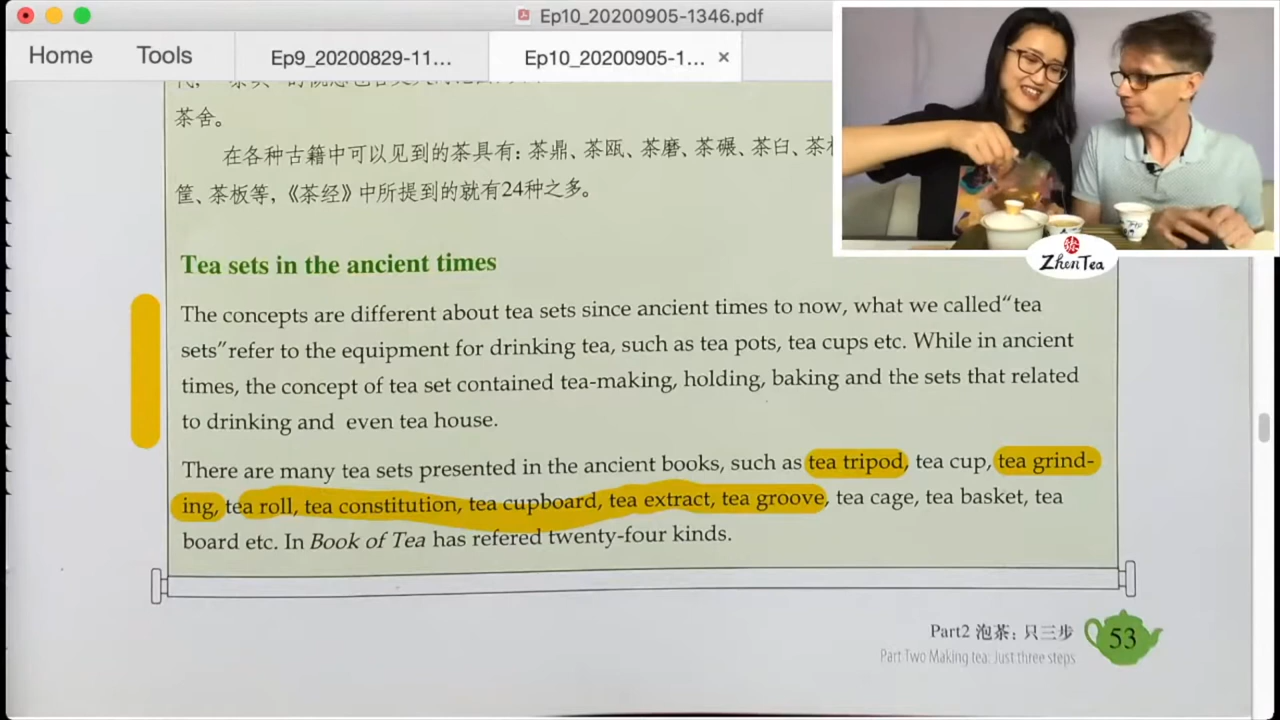 Ep10_20200905-1346.pdf
Home
Tools
Ep9_20200829-11...
Ep10_20200905-1...
茶舍。
在各种古籍中可以见到的茶具有：茶鼎、茶瓯、茶磨、茶碾、茶臼、茶
筐、茶板等，《茶经》中所提到的就有24种之多。
ZhenTea
Tea sets in the ancient times
The concepts are different about tea sets since ancient times to now, what we called“tea
sets”refer to the equipment for drinking tea, such as tea pots, tea cups etc. While in ancient
times, the concept of tea set contained tea-making, holding, baking and the sets that related
to drinking and even tea house.
There are many tea sets presented in the ancient books, such as tea tripod, tea cup, tea grind-
ing, tea roll, tea constitution, tea cupboard, tea extract, tea groove, tea cage, tea basket, tea
board etc. In Book of Tea has refered twenty-four kinds.
Part2 泡茶：只三步
53
Part Two Making tea: Just three steps